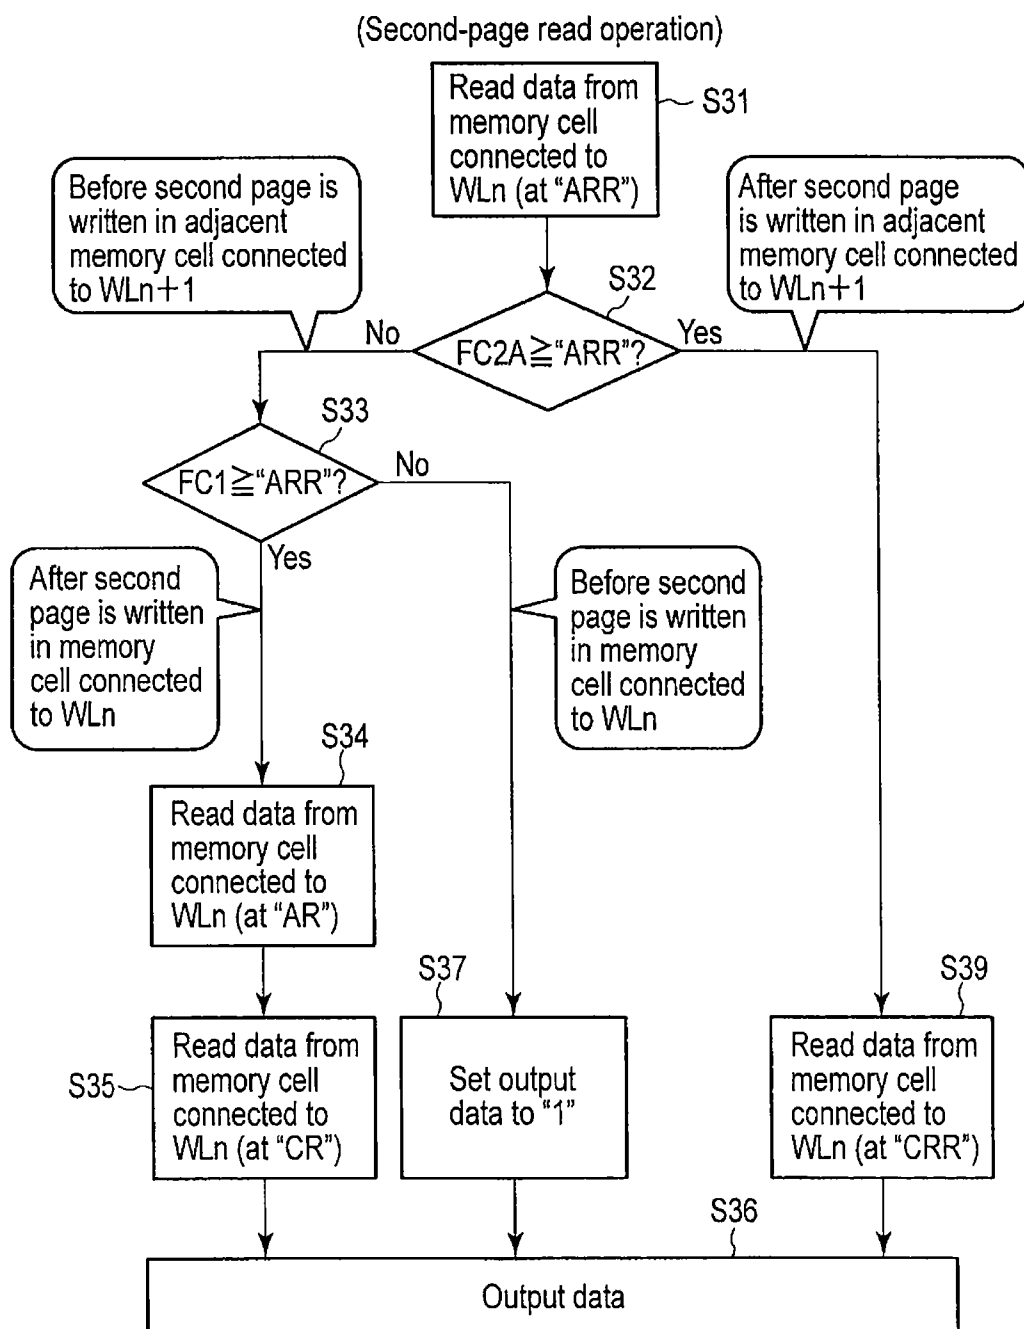 (Second-page read operation)
Read data from
memory cell
connected to
WLn (at “ARR”)
S31
Before second page is
written in adjacent
memory cell connected
to WLn+1
After second page
is written in adjacent
memory cell connected
to WLn+1
S32
No
FC2A≧“ARR”?
Yes
S33
FC1≧“ARR”?
No
Yes
After second
page is written
in memory
cell connected
to WLn
Before second
page is written
in memory
cell connected
to WLn
S34
Read data from
memory cell
connected to
WLn (at “AR”)
S35
Read data from
memory cell
connected to
WLn (at “CR”)
S37
Set output
data to “1”
S39
Read data from
memory cell
connected to
WLn (at “CRR”)
S36
Output data